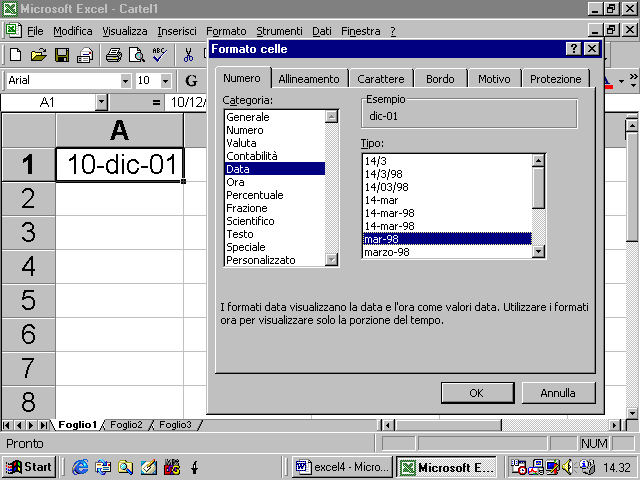 Microsoft Excel - Cartel1
File Modifica Visualizza Inserisci Formato Strumenti Dati Finestra ?
Arial 10 G
A1 = 10/12/
A
1 10-dic-01
2
3
4
5
6
7
8
Formato celle
Numero Allineamento Carattere Bordo Motivo Protezione
Categoria:
Generale
Numero
Valuta
Contabilità
Data
Ora
Percentuale
Frazione
Scientifico
Testo
Speciale
Personalizzato
Esempio
dic-01
Tipo:
14/3
14/3/98
14/03/98
14-mar
14-mar-98
14-mar-98
mar-98
marzo-98
I formati data visualizzano la data e l'ora come valori data. Utilizzare i formati
ora per visualizzare solo la porzione del tempo.
OK Annulla
Foglio1 Foglio2 Foglio3
Pronto NUM
Start excel4 - Micro... Microsoft E... 14.32